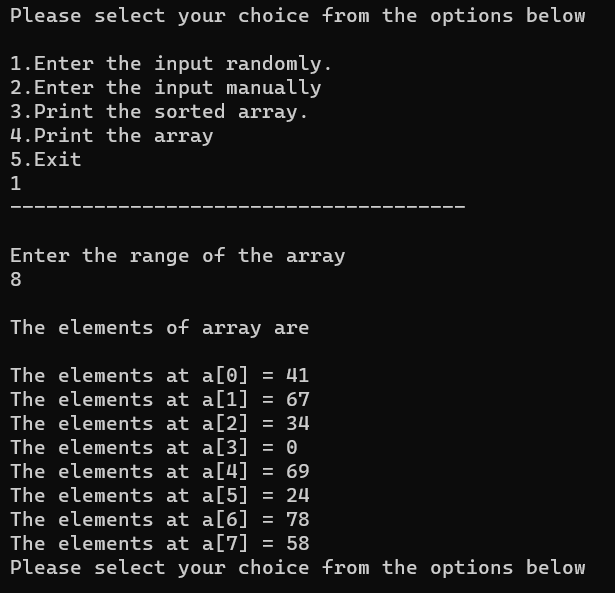 Please select your choice from the options below
1.Enter the input randomly.
2.Enter the input manually
3.Print the sorted array.
4.Print the array
5.Exit
1
--------------------------------------
Enter the range of the array
8
The elements of array are
The elements at a[0] = 41
The elements at a[1] = 67
The elements at a[2] = 34
The elements at a[3] = 0
The elements at a[4] = 69
The elements at a[5] = 24
The elements at a[6] = 78
The elements at a[7] = 58
Please select your choice from the options below